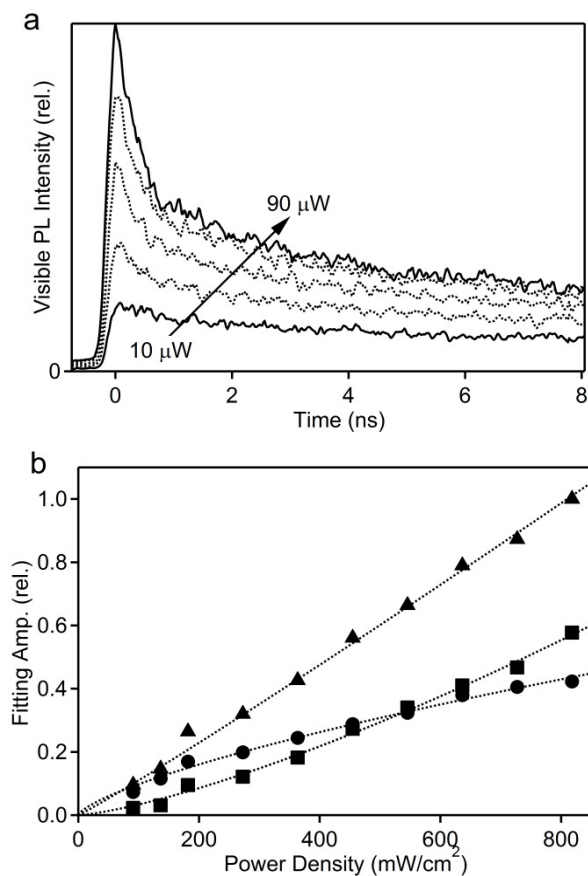 a
Visible PL Intensity (rel.)
90 μW
10 μW
0
0 2 4 6 8
Time (ns)
b
Fitting Amp. (rel.)
1.0
0.8
0.6
0.4
0.2
0.0
0 200 400 600 800
Power Density (mW/cm²)